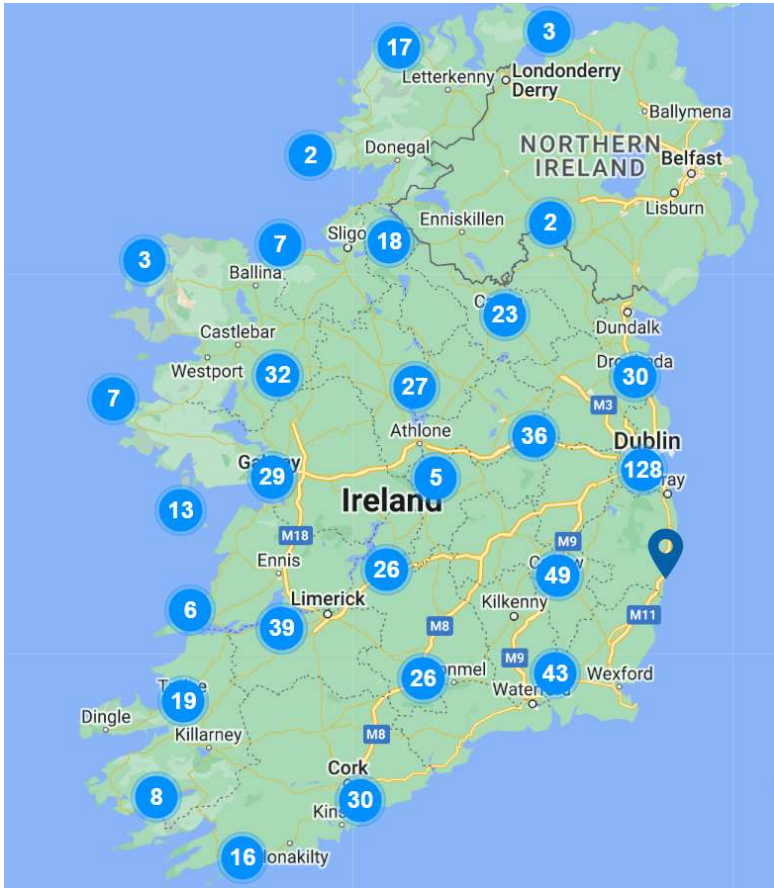 17
3
Letterkenny
Londonderry
Derry
Ballymena
2
Donegal
NORTHERN
IRELAND
Belfast
Lisburn
Enniskillen
2
7
Sligo
18
3
Ballina
23
Dundalk
Castlebar
Westport
32
27
30
7
M3
Athlone
36
Dublin
29
5
128
Ireland
13
M18
M9
Ennis
26
49
6
Limerick
39
Kilkenny
M8
M11
M9
26
43
Wexford
19
Dingle
Killarney
M8
Cork
8
30
16